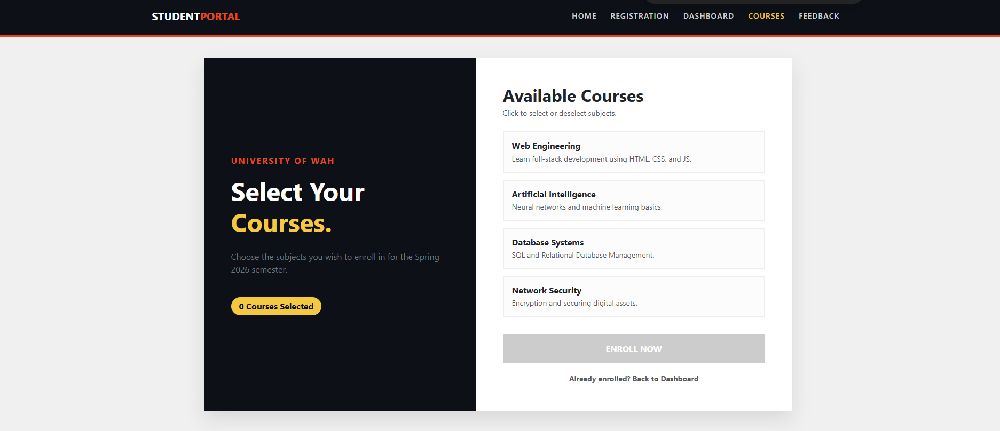 STUDENTPORTAL
HOME REGISTRATION DASHBOARD COURSES FEEDBACK
UNIVERSITY OF WAH
Select Your
Courses.
Choose the subjects you wish to enroll in for the Spring
2026 semester.
0 Courses Selected
Available Courses
Click to select or deselect subjects.
Web Engineering
Learn full-stack development using HTML, CSS, and JS.
Artificial Intelligence
Neural networks and machine learning basics.
Database Systems
SQL and Relational Database Management.
Network Security
Encryption and securing digital assets.
ENROLL NOW
Already enrolled? Back to Dashboard